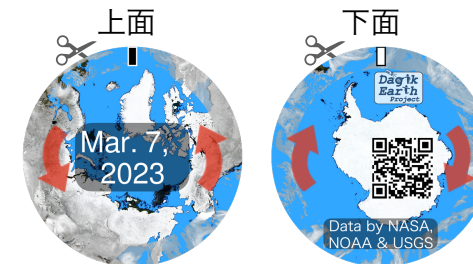 上面
下面
Mar. 7,
2023
Dagik
Earth
Project
Data by NASA,
NOAA & USGS